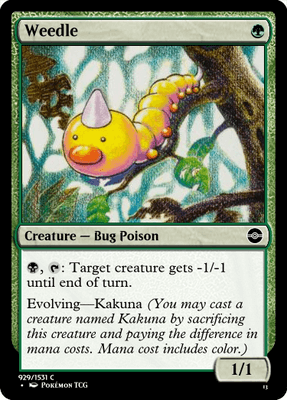 Weedle
Creature — Bug Poison
, : Target creature gets -1/-1
until end of turn.
Evolving—Kakuna (You may cast a
creature named Kakuna by sacrificing
this creature and paying the difference in
mana costs. Mana cost includes color.)
1/1
929/1531 C
• Pokémon TCG